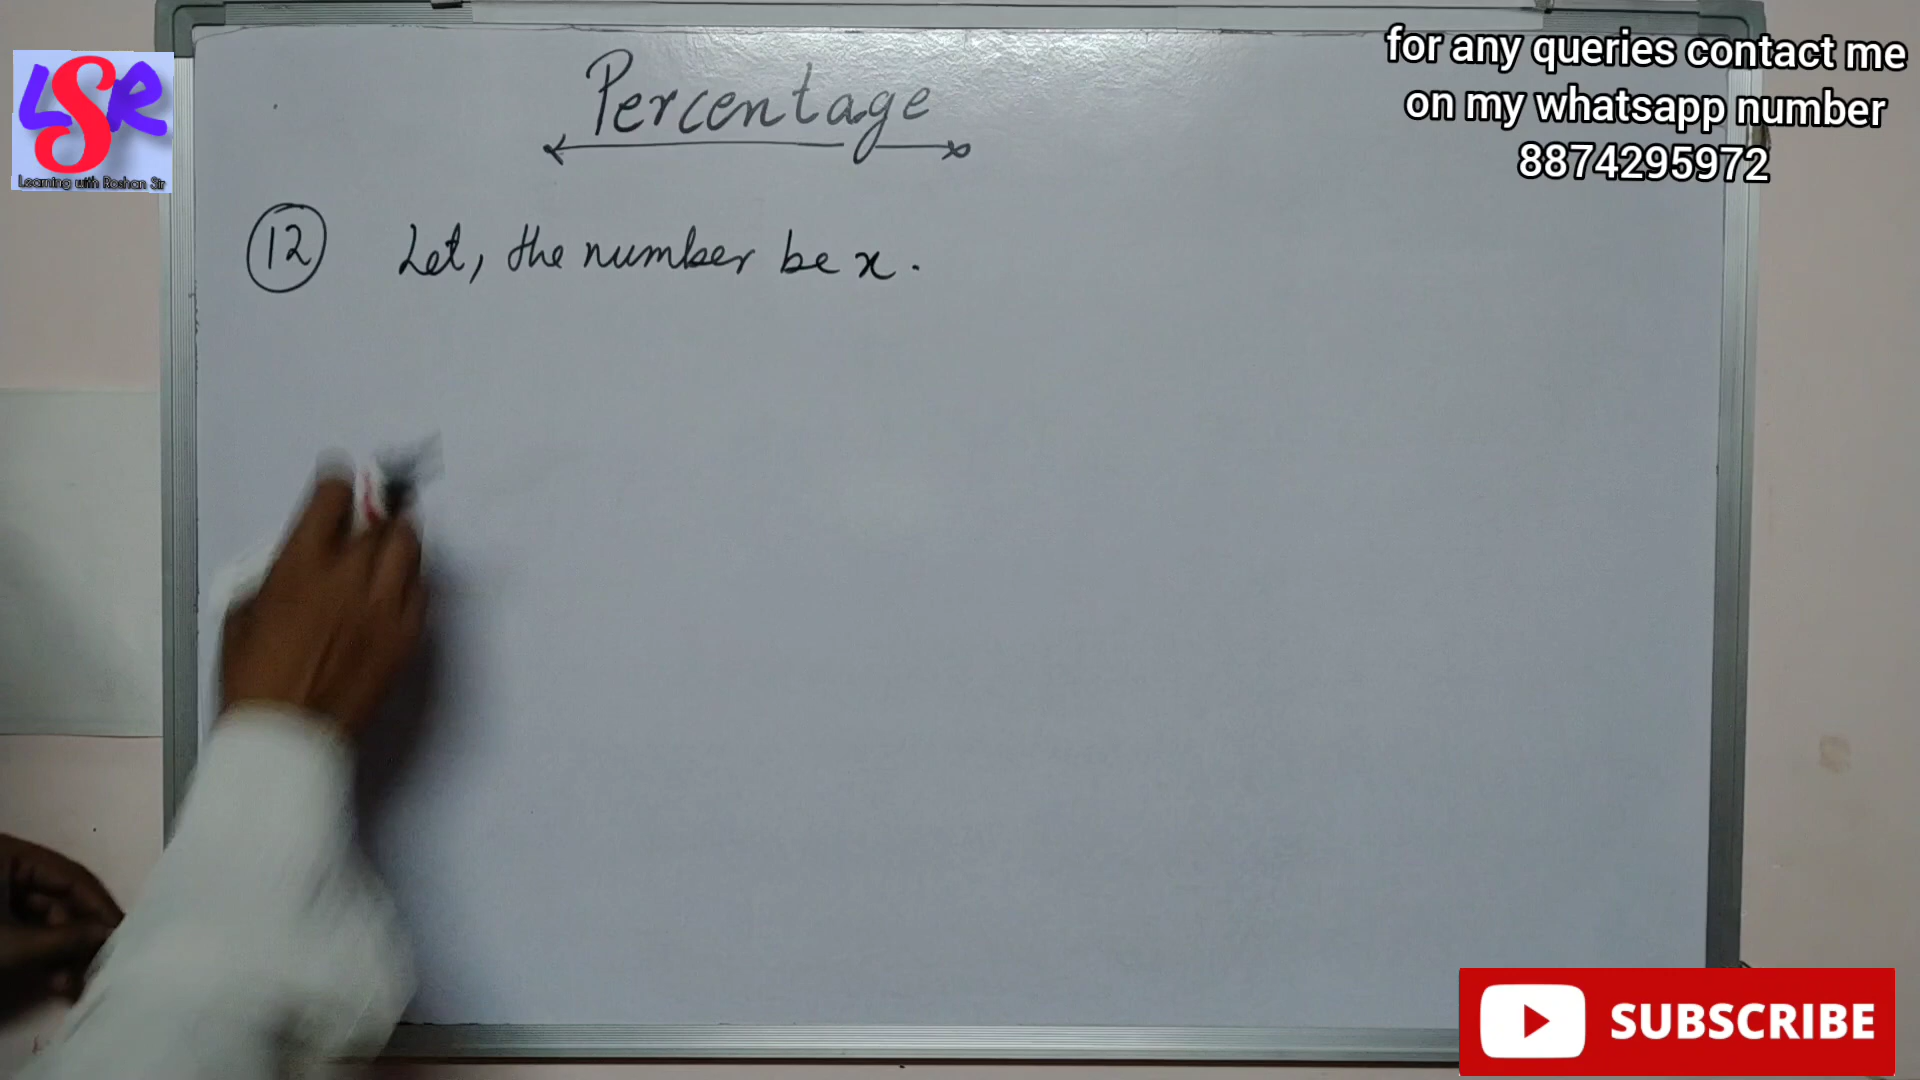 LSR
Learning with Roshan Sir
for any queries contact me
on my whatsapp number
8874295972
Percentage
12 Let, the number be x.
SUBSCRIBE